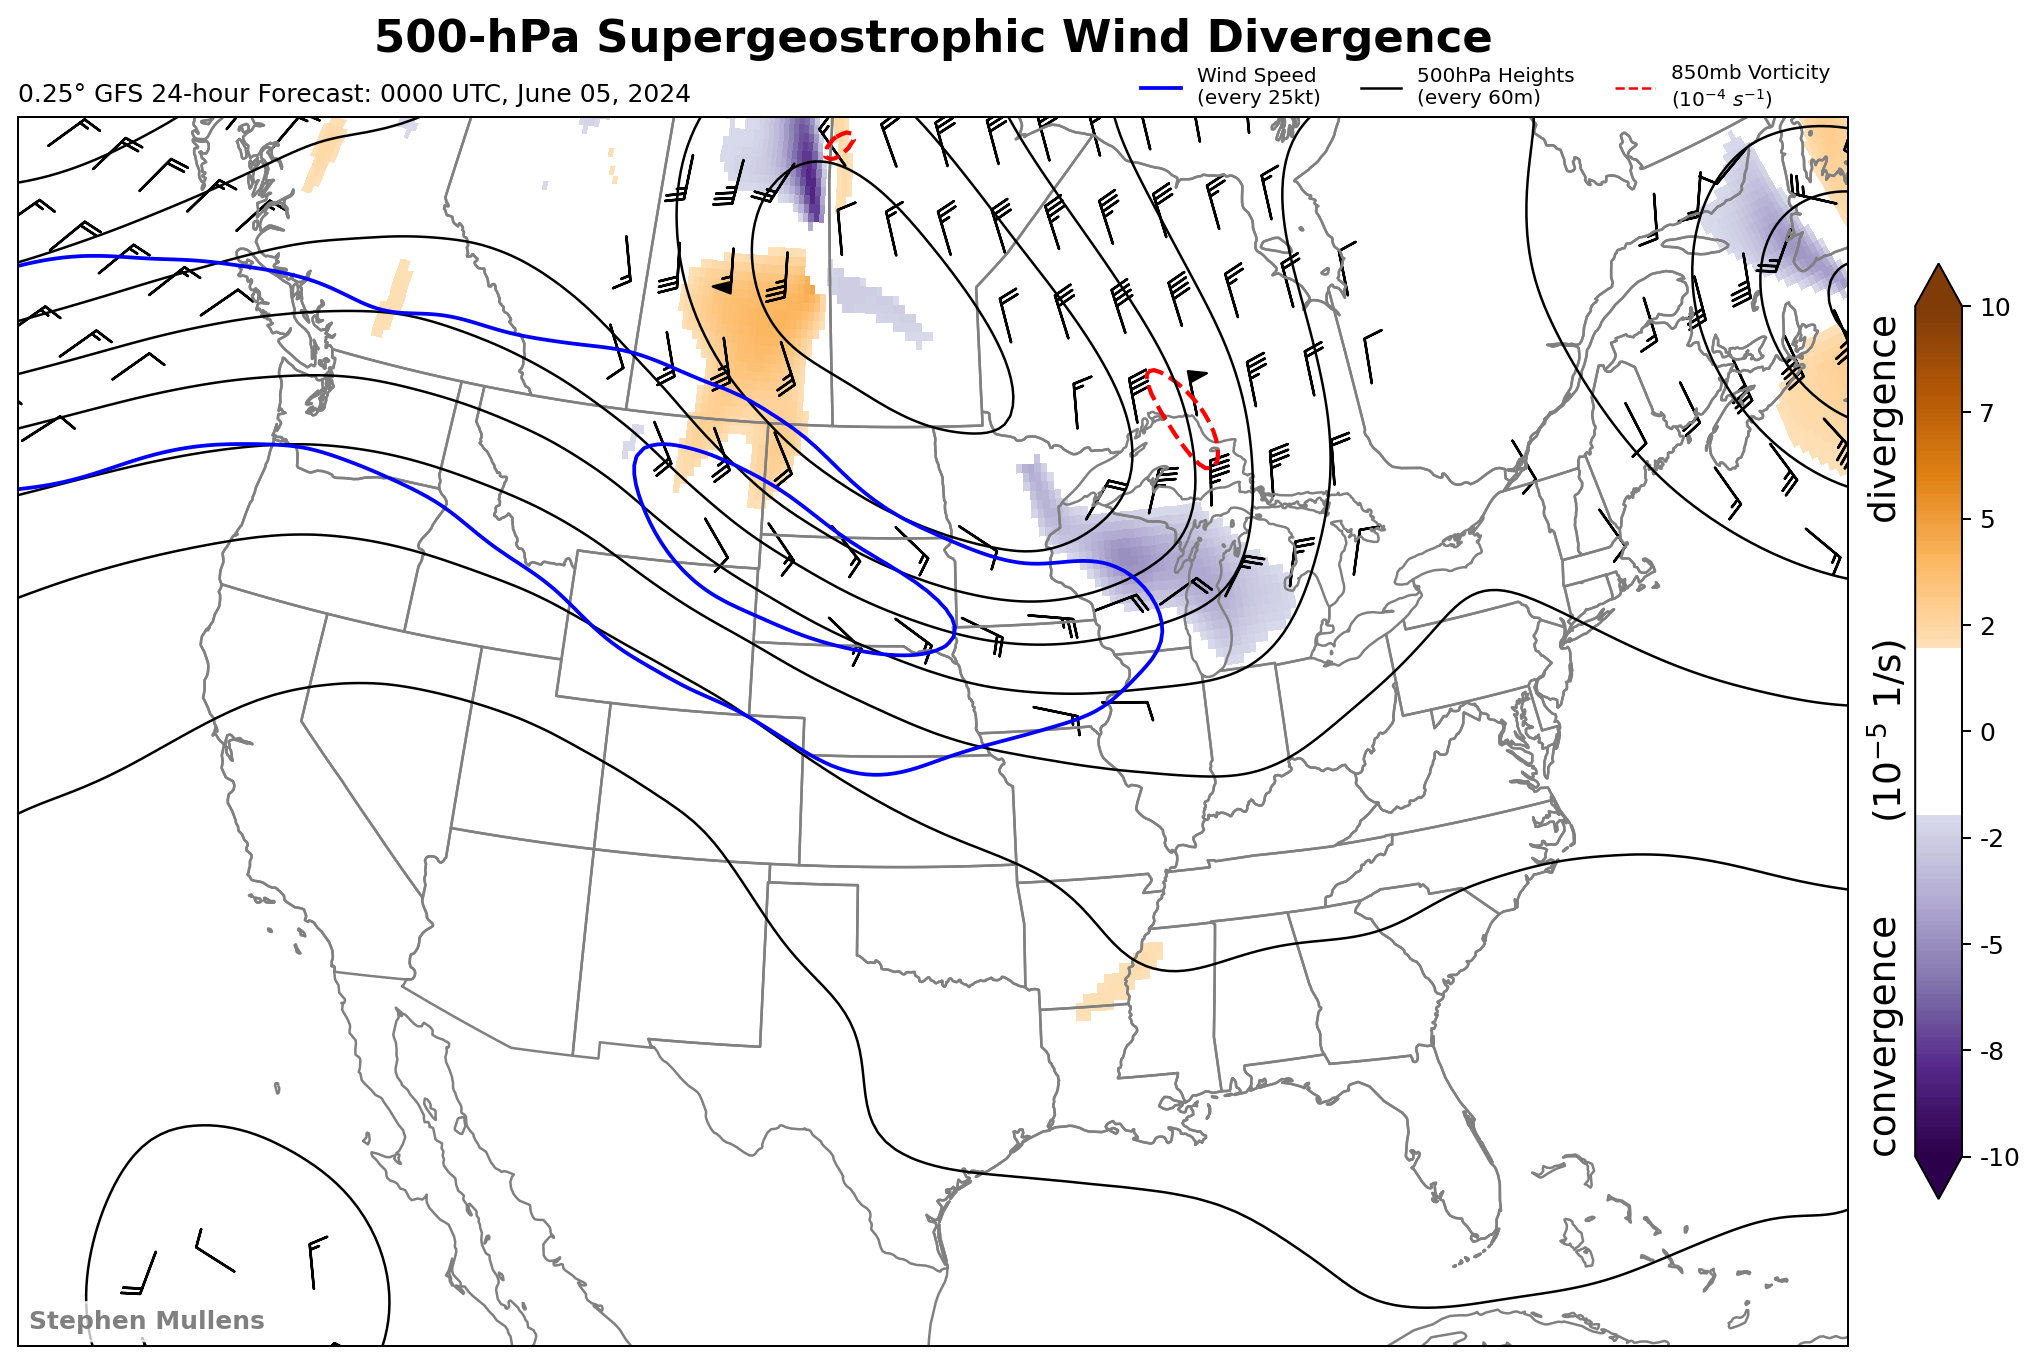 500-hPa Supergeostrophic Wind Divergence
0.25° GFS 24-hour Forecast: 0000 UTC, June 05, 2024
Wind Speed
(every 25kt)
500hPa Heights
(every 60m)
850mb Vorticity
(10⁻⁴ s⁻¹)
10
7
5
2
0
-2
-5
-8
-10
convergence (10⁻⁵ 1/s) divergence
Stephen Mullens